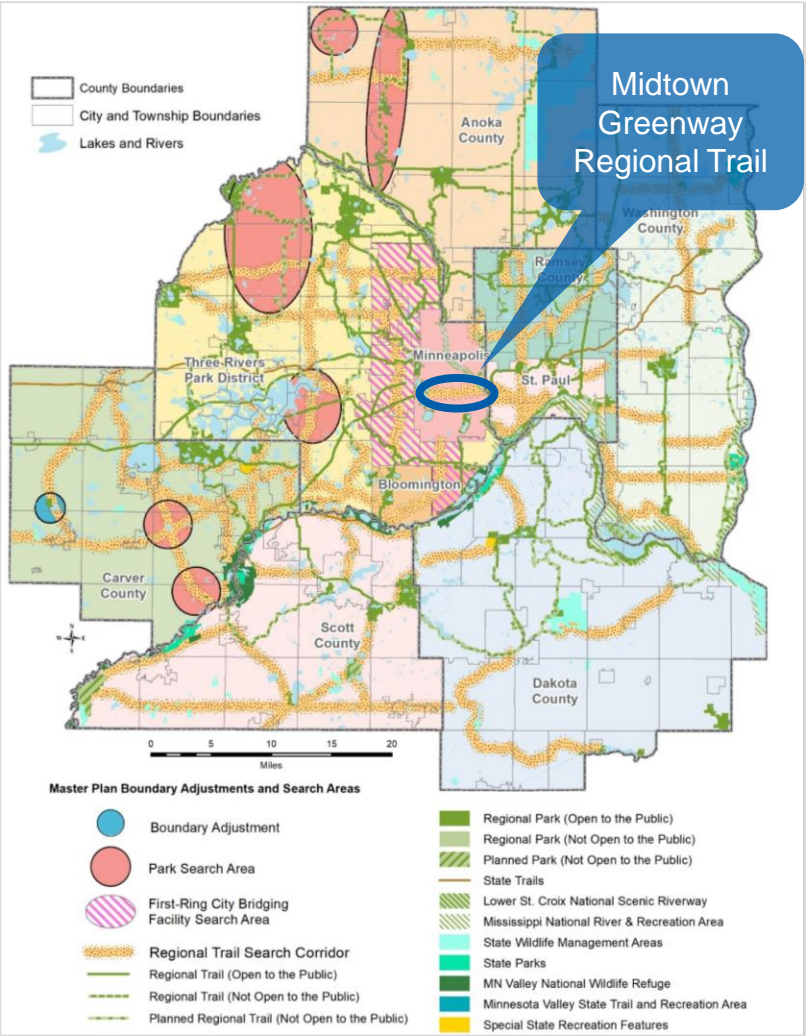 County Boundaries
City and Township Boundaries
Lakes and Rivers
Midtown
Greenway
Regional Trail
Anoka
County
Washington
County
Ramsey
County
Minneapolis
Three Rivers
Park District
St. Paul
Bloomington
Carver
County
Scott
County
Dakota
County
N
W E
S
0 5 10 15 20
Miles
Master Plan Boundary Adjustments and Search Areas
Boundary Adjustment
Park Search Area
First-Ring City Bridging
Facility Search Area
Regional Trail Search Corridor
Regional Trail (Open to the Public)
Regional Trail (Not Open to the Public)
Planned Regional Trail (Not Open to the Public)
Regional Park (Open to the Public)
Regional Park (Not Open to the Public)
Planned Park (Not Open to the Public)
State Trails
Lower St. Croix National Scenic Riverway
Mississippi National River & Recreation Area
State Wildlife Management Areas
State Parks
MN Valley National Wildlife Refuge
Minnesota Valley State Trail and Recreation Area
Special State Recreation Features